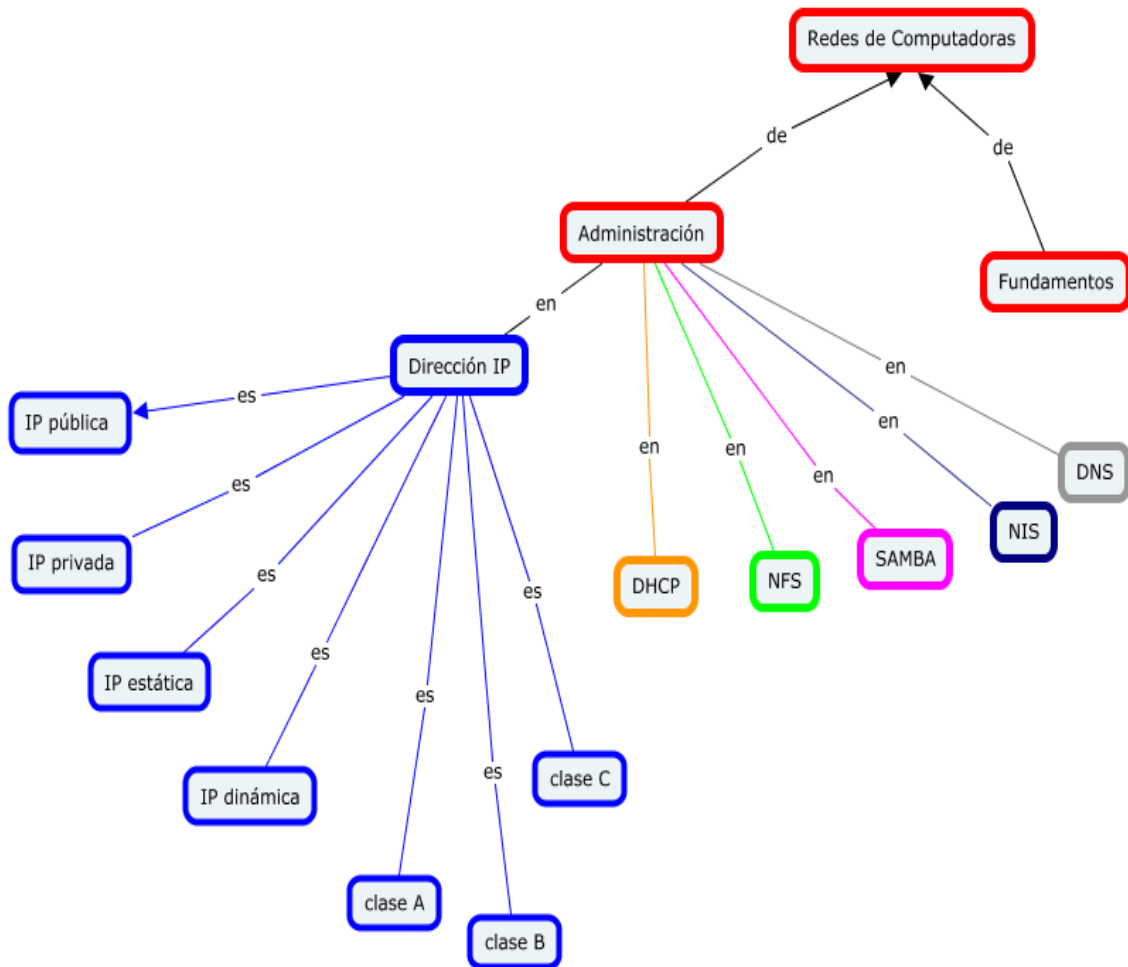 Redes de Computadoras
de
de
Administración
Fundamentos
en
Dirección IP
en
es
IP pública
en
en
en
en
DNS
es
NIS
IP privada
SAMBA
es
es
DHCP
NFS
es
IP estática
es
es
clase C
IP dinámica
clase A
clase B